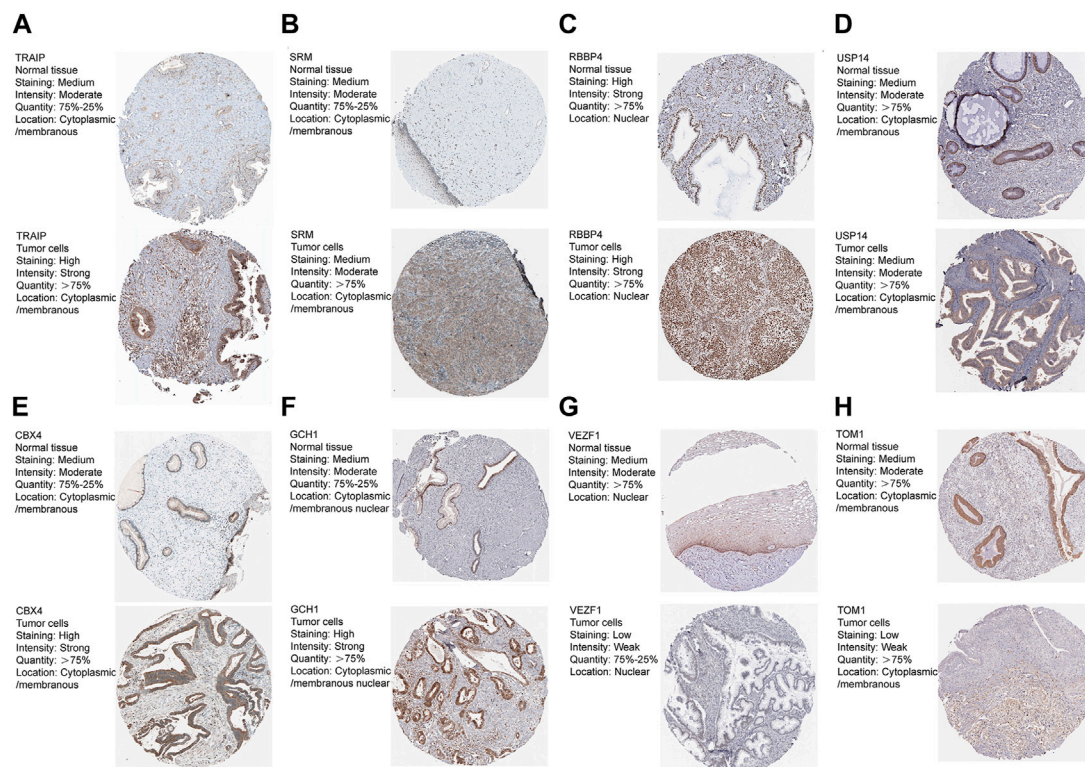 A
TRAIP
Normal tissue
Staining: Medium
Intensity: Moderate
Quantity: 75%-25%
Location: Cytoplasmic
/membranous
TRAIP
Tumor cells
Staining: High
Intensity: Strong
Quantity: >75%
Location: Cytoplasmic
/membranous
B
SRM
Normal tissue
Staining: Medium
Intensity: Moderate
Quantity: 75%-25%
Location: Cytoplasmic
/membranous
SRM
Tumor cells
Staining: Medium
Intensity: Moderate
Quantity: >75%
Location: Cytoplasmic
/membranous
C
RBBP4
Normal tissue
Staining: High
Intensity: Strong
Quantity: >75%
Location: Nuclear
RBBP4
Tumor cells
Staining: High
Intensity: Strong
Quantity: >75%
Location: Nuclear
D
USP14
Normal tissue
Staining: Medium
Intensity: Moderate
Quantity: >75%
Location: Cytoplasmic
/membranous
USP14
Tumor cells
Staining: Medium
Intensity: Moderate
Quantity: >75%
Location: Cytoplasmic
/membranous
E
CBX4
Normal tissue
Staining: Medium
Intensity: Moderate
Quantity: 75%-25%
Location: Cytoplasmic
/membranous
CBX4
Tumor cells
Staining: High
Intensity: Strong
Quantity: >75%
Location: Cytoplasmic
/membranous
F
GCH1
Normal tissue
Staining: Medium
Intensity: Moderate
Quantity: 75%-25%
Location: Cytoplasmic
/membranous nuclear
GCH1
Tumor cells
Staining: High
Intensity: Strong
Quantity: >75%
Location: Cytoplasmic
/membranous nuclear
G
VEZF1
Normal tissue
Staining: Medium
Intensity: Moderate
Quantity: >75%
Location: Nuclear
VEZF1
Tumor cells
Staining: Low
Intensity: Weak
Quantity: 75%-25%
Location: Nuclear
H
TOM1
Normal tissue
Staining: Medium
Intensity: Moderate
Quantity: >75%
Location: Cytoplasmic
/membranous
TOM1
Tumor cells
Staining: Low
Intensity: Weak
Quantity: >75%
Location: Cytoplasmic
/membranous